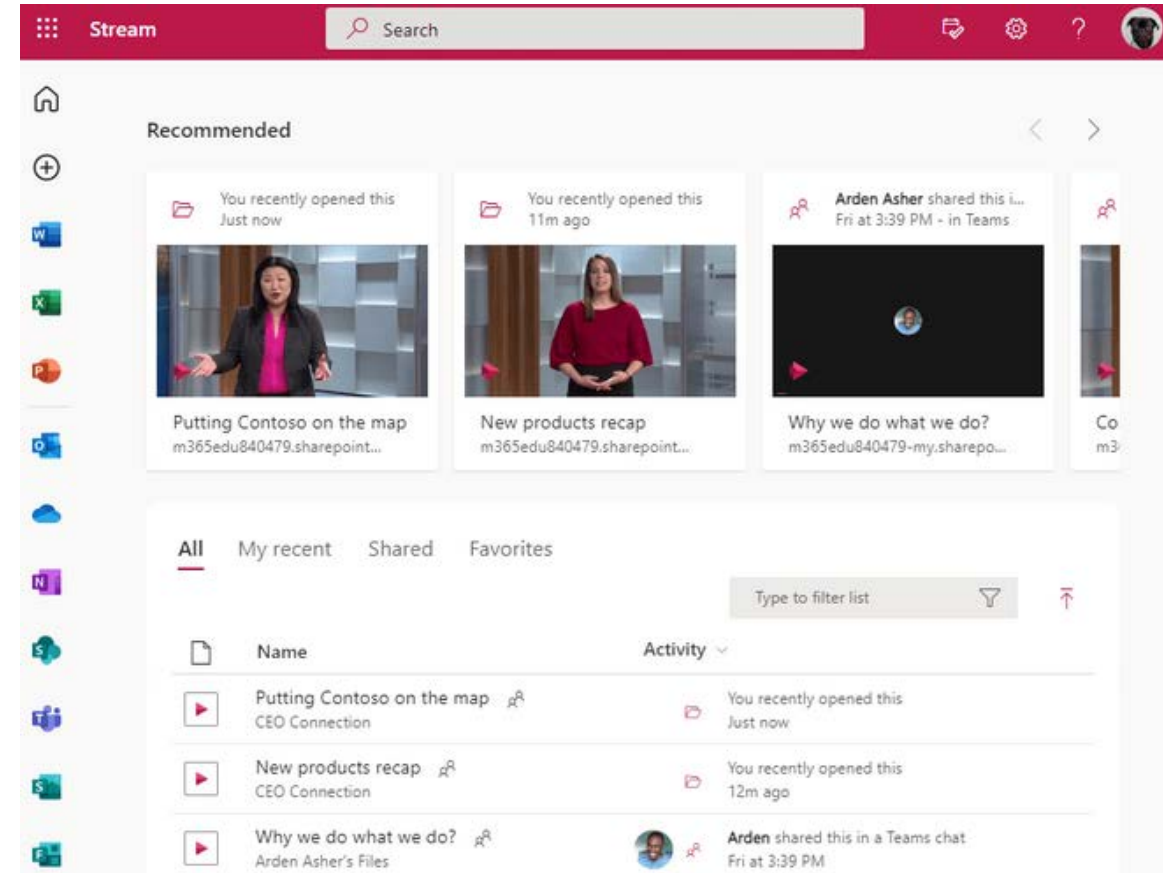 Stream
Search
?
Recommended
You recently opened this
Just now
You recently opened this
11m ago
Arden Asher shared this i...
Fri at 3:39 PM - in Teams
Putting Contoso on the map
m365edu840479.sharepoint...
New products recap
m365edu840479.sharepoint...
Why we do what we do?
m365edu840479-my.sharepo...
Co
m3
All My recent Shared Favorites
Type to filter list
Name Activity
Putting Contoso on the map
CEO Connection
You recently opened this
Just now
New products recap
CEO Connection
You recently opened this
12m ago
Why we do what we do?
Arden Asher's Files
Arden shared this in a Teams chat
Fri at 3:39 PM
W
X
P
O
N
S
T
S
F